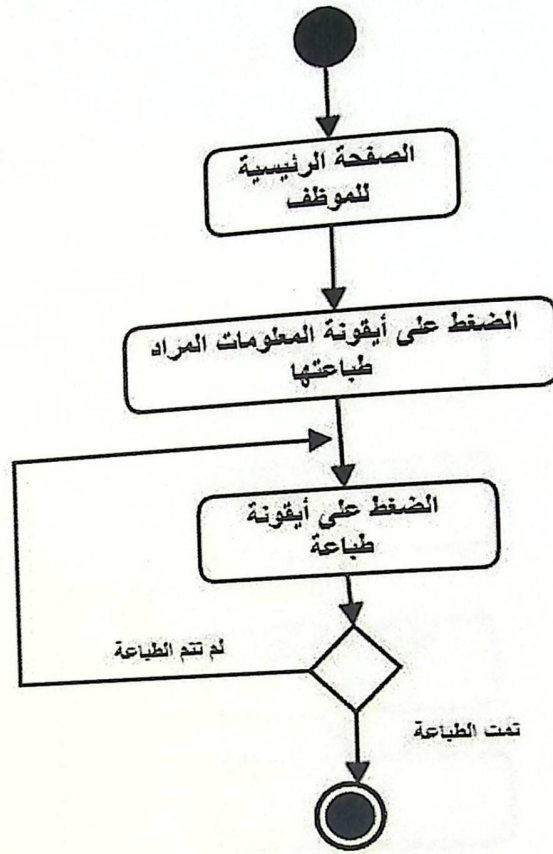 الصفحة الرئيسية
للموظف
الضغط على أيقونة المعلومات المراد
طباعتها
الضغط على أيقونة
طباعة
لم تتم الطباعة
تمت الطباعة